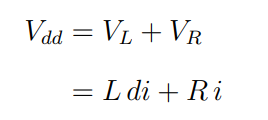 V_{dd} = V_L + V_R
= L di + R i